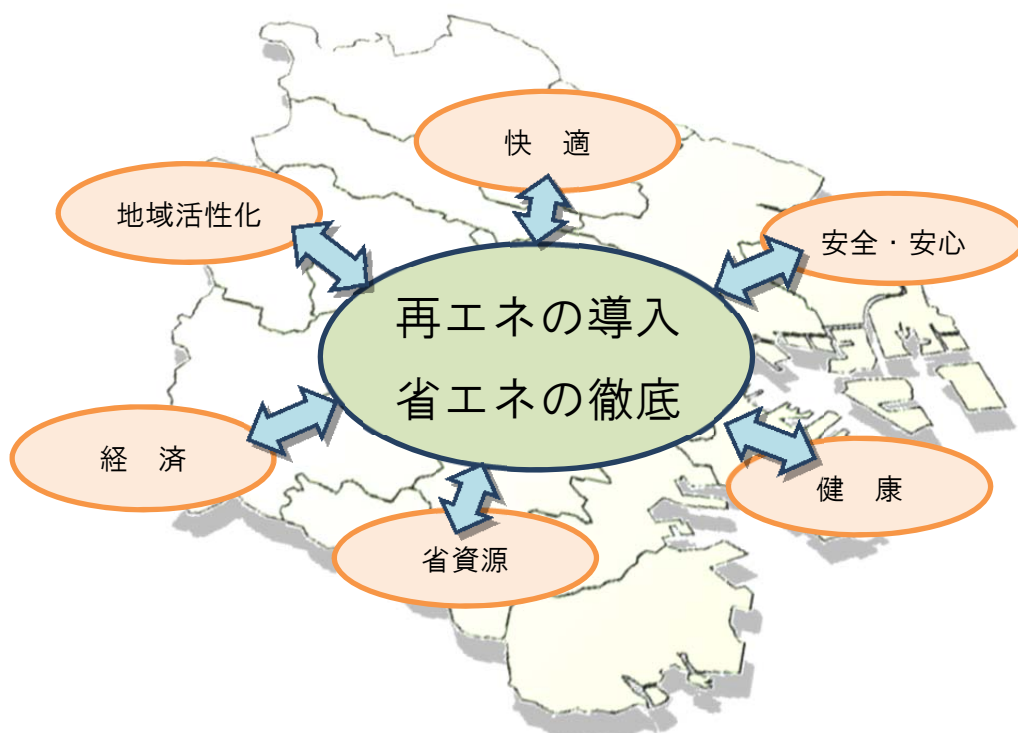 快　適
地域活性化
安全・安心
再エネの導入
省エネの徹底
経　済
健　康
省資源